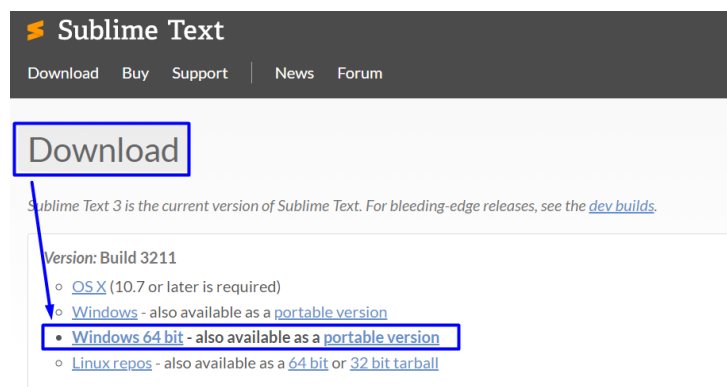 Sublime Text
Download Buy Support News Forum
Download
Sublime Text 3 is the current version of Sublime Text. For bleeding-edge releases, see the dev builds.
Version: Build 3211
OS X (10.7 or later is required)
Windows - also available as a portable version
Windows 64 bit - also available as a portable version
Linux repos - also available as a 64 bit or 32 bit tarball